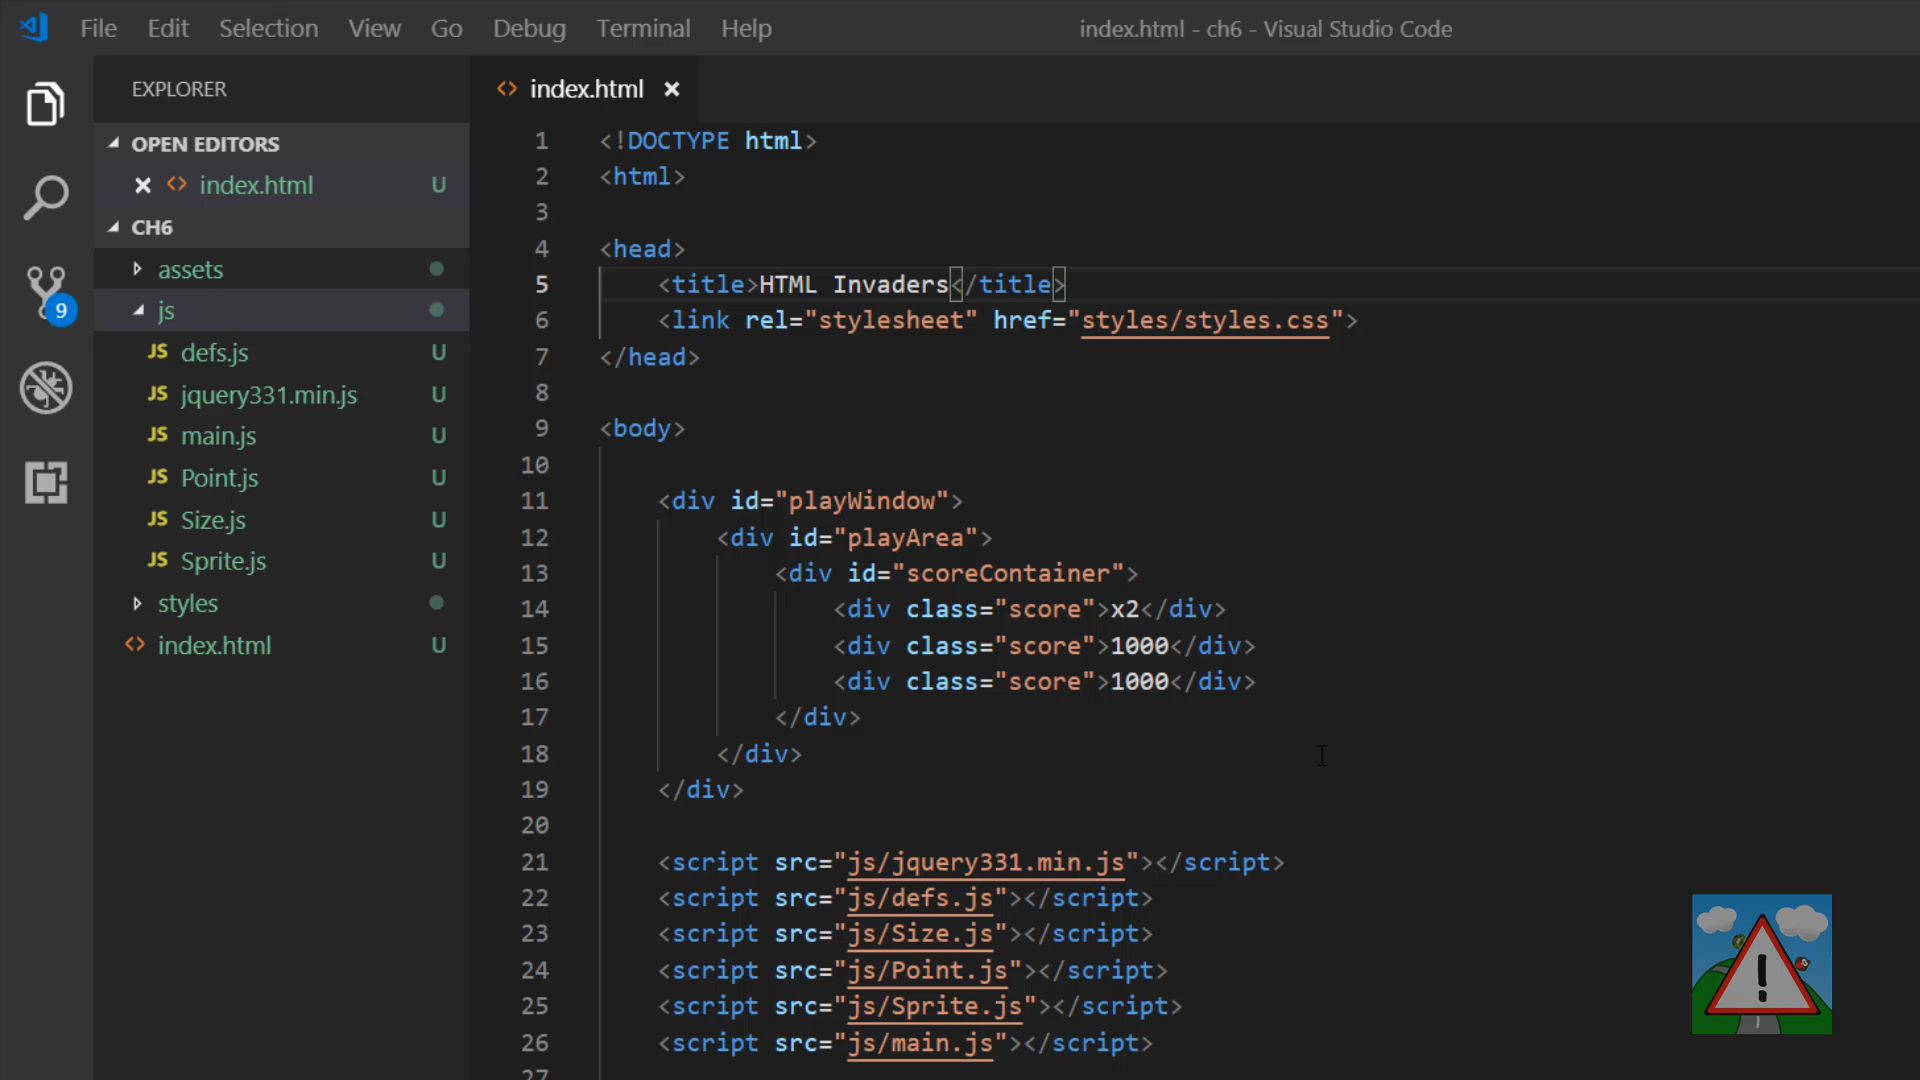 File Edit Selection View Go Debug Terminal Help
index.html - ch6 - Visual Studio Code
EXPLORER
OPEN EDITORS
index.html U
CH6
assets
js
JS defs.js U
JS jquery331.min.js U
JS main.js U
JS Point.js U
JS Size.js U
JS Sprite.js U
styles
index.html U
9
index.html
1 <!DOCTYPE html>
2 <html>
3
4 <head>
5 <title>HTML Invaders</title>
6 <link rel="stylesheet" href="styles/styles.css">
7 </head>
8
9 <body>
10
11 <div id="playWindow">
12 <div id="playArea">
13 <div id="scoreContainer">
14 <div class="score">x2</div>
15 <div class="score">1000</div>
16 <div class="score">1000</div>
17 </div>
18 </div>
19 </div>
20
21 <script src="js/jquery331.min.js"></script>
22 <script src="js/defs.js"></script>
23 <script src="js/Size.js"></script>
24 <script src="js/Point.js"></script>
25 <script src="js/Sprite.js"></script>
26 <script src="js/main.js"></script>
27
!